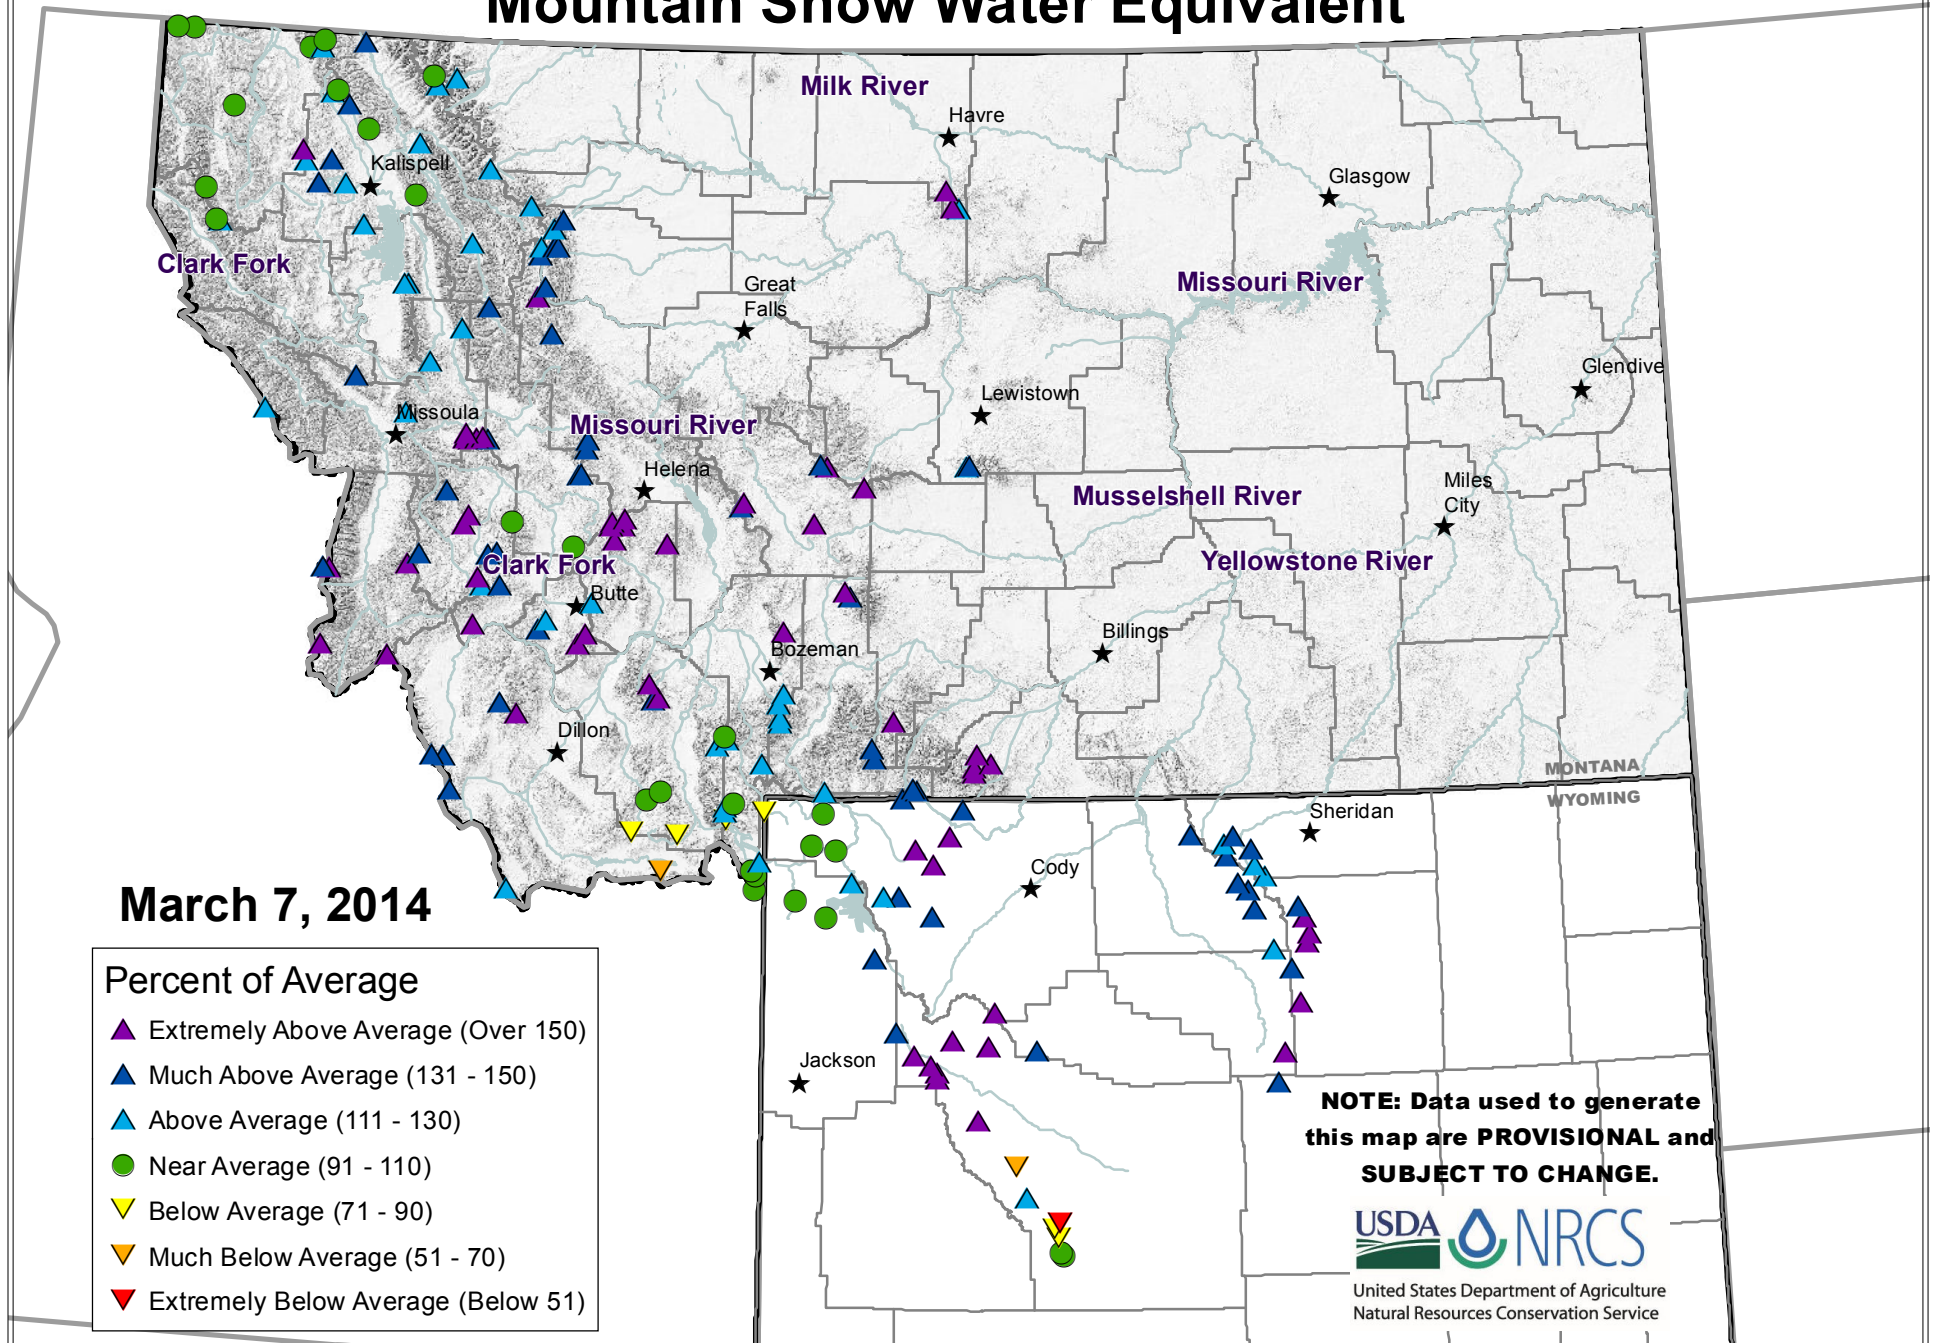 Mountain Snow Water Equivalent
Milk River
Havre
Kalispell
Glasgow
Clark Fork
Missouri River
Great
Falls
Glendive
Lewistown
Missoula
Missouri River
Helena
Musselshell River
Miles
City
Clark Fork
Yellowstone River
Butte
Billings
Bozeman
Dillon
MONTANA
WYOMING
Sheridan
Cody
March 7, 2014
Percent of Average
Extremely Above Average (Over 150)
Much Above Average (131 - 150)
Above Average (111 - 130)
Near Average (91 - 110)
Below Average (71 - 90)
Much Below Average (51 - 70)
Extremely Below Average (Below 51)
Jackson
NOTE: Data used to generate
this map are PROVISIONAL and
SUBJECT TO CHANGE.
USDA NRCS
United States Department of Agriculture
Natural Resources Conservation Service